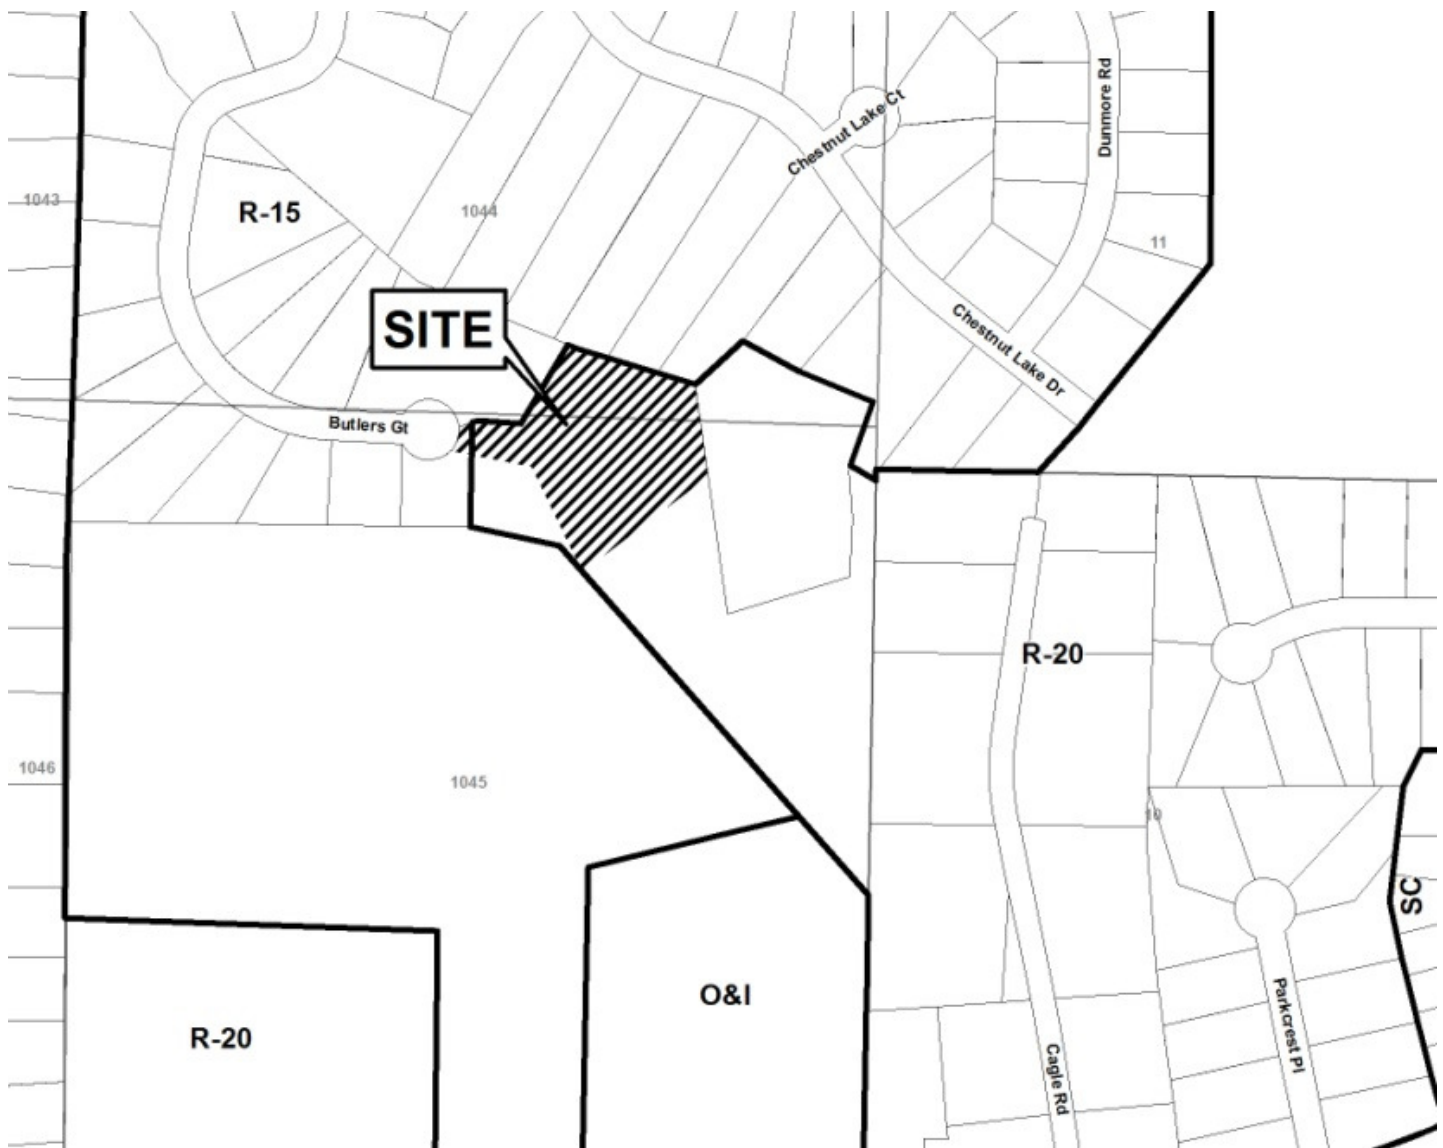 Dunmore Rd
Chestnut Lake Ct
1043
R-15
1044
11
SITE
Chestnut Lake Dr
Butlers Gt
R-20
1046
1045
10
SC
O&I
R-20
Parkcrest Pl
Cagle Rd